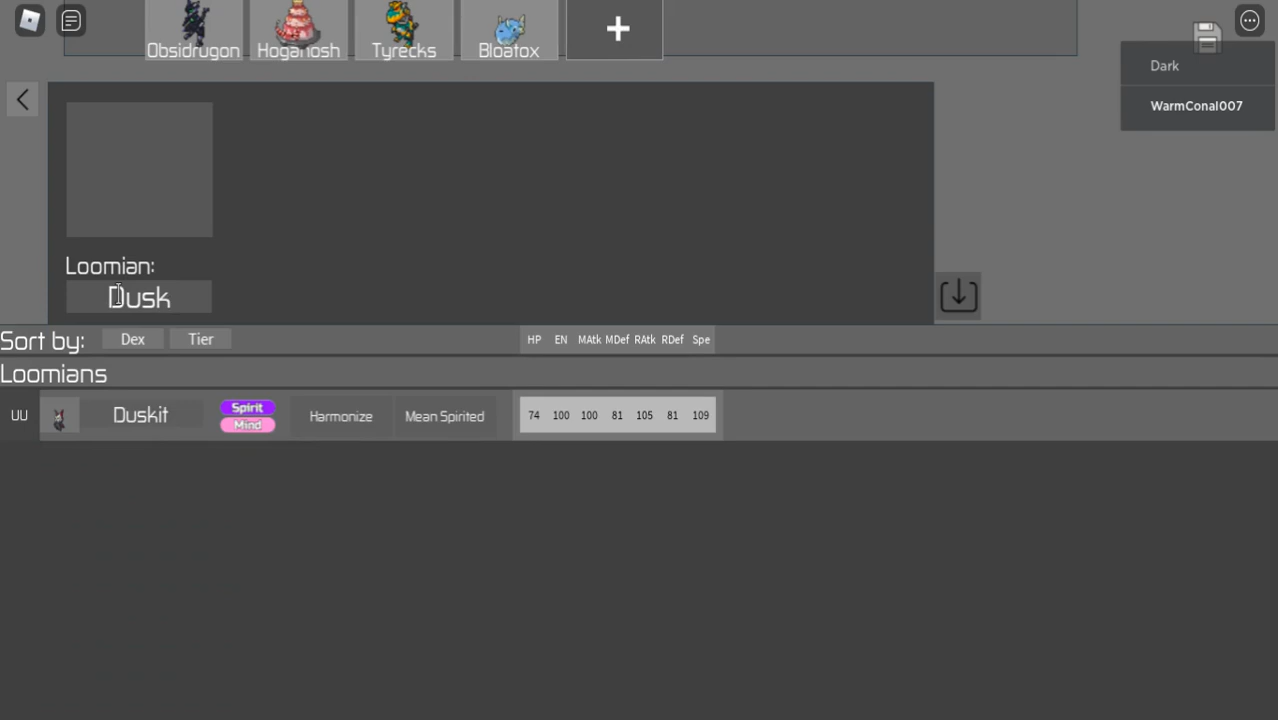 Obsidrugon Hoganosh Tyrecks Bloatox +
Dark
WarmConal007
Loomian:
Dusk
Sort by: Dex Tier HP EN MAtk MDef RAtk RDef Spe
Loomians
UU Duskit Spirit Harmonize Mean Spirited 74 100 100 81 105 81 109
Mind